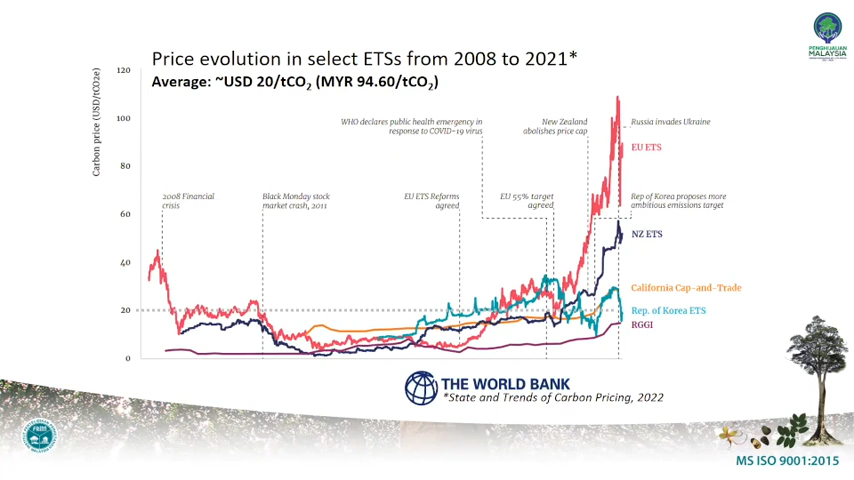 PENGHIJAUAN
MALAYSIA
Price evolution in select ETSs from 2008 to 2021*
Average: ~USD 20/tCO₂ (MYR 94.60/tCO₂)
Carbon price (USD/tCO2e)
120
100
80
60
40
20
0
WHO declares public health emergency in
response to COVID-19 virus
New Zealand
abolishes price cap
Russia invades Ukraine
EU ETS
2008 Financial
crisis
Black Monday stock
market crash, 2011
EU ETS Reforms
agreed
EU 55% target
agreed
Rep of Korea proposes more
ambitious emissions target
NZ ETS
California Cap-and-Trade
Rep. of Korea ETS
RGGI
THE WORLD BANK
*State and Trends of Carbon Pricing, 2022
FRIM
MS ISO 9001:2015